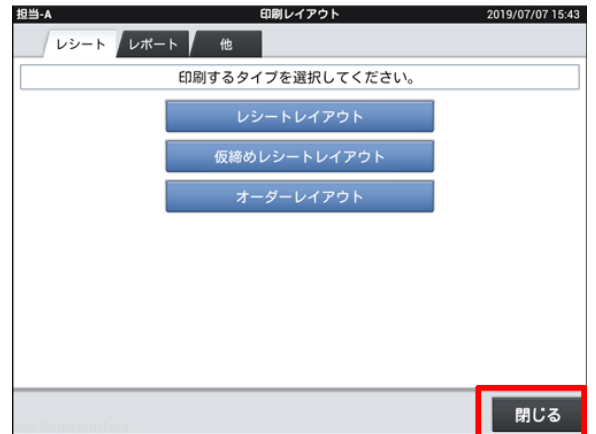 担当-A 印刷レイアウト 2019/07/07 15:43
レシート レポート 他
印刷するタイプを選択してください。
レシートレイアウト
仮締めレシートレイアウト
オーダーレイアウト
閉じる